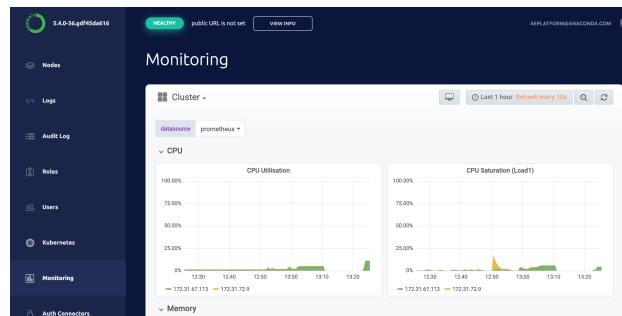 5.4.0-36.gdf45da616
HEALTHY public URL is not set VIEW INFO
AEPLATFORM@ANACONDA.COM
Nodes
Logs
Audit Log
Roles
Users
Kubernetes
Monitoring
Auth Connectors
Monitoring
Cluster
Last 1 hour Refresh every 10s
datasource prometheus
CPU
CPU Utilisation
100.00%
75.00%
50.00%
25.00%
0%
12:30 12:40 12:50 13:00 13:10 13:20
172.31.67.113 172.31.72.9
CPU Saturation (Load1)
100.00%
75.00%
50.00%
25.00%
0%
12:30 12:40 12:50 13:00 13:10 13:20
172.31.67.113 172.31.72.9
Memory